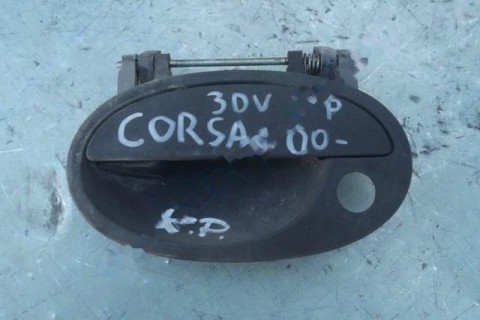 3DV P
CORSA 00-
K.P.